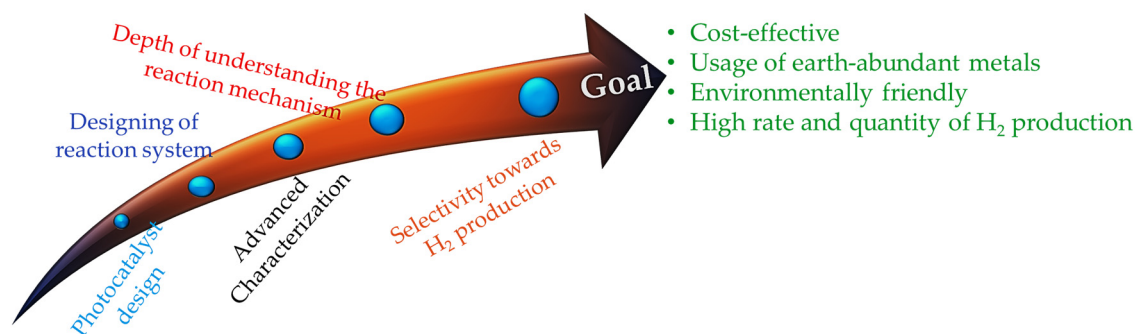 Depth of understanding the
reaction mechanism
Designing of
reaction system
Photocatalyst
design
Advanced
Characterization
Selectivity towards
H₂ production
Goal
• Cost-effective
• Usage of earth-abundant metals
• Environmentally friendly
• High rate and quantity of H₂ production